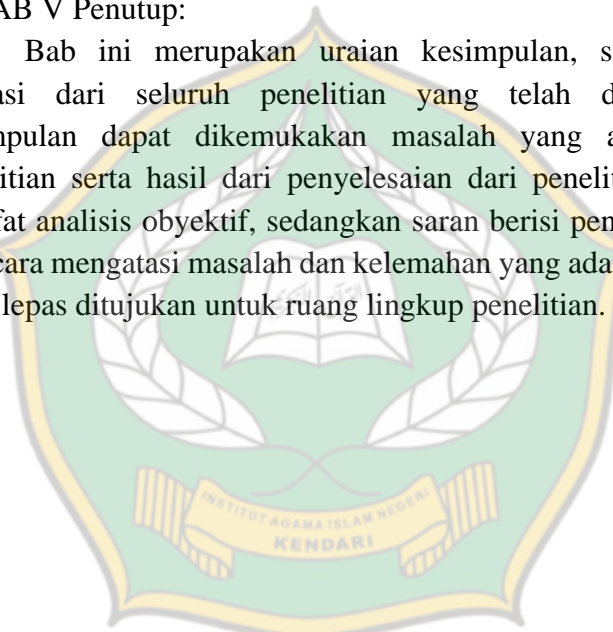 AB V Penutup:
Bab ini merupakan uraian kesimpulan, s
asi dari seluruh penelitian yang telah d
mpulan dapat dikemukakan masalah yang a
litian serta hasil dari penyelesaian dari penelit
fat analisis obyektif, sedangkan saran berisi pen
cara mengatasi masalah dan kelemahan yang ada
lepas ditujukan untuk ruang lingkup penelitian.
INSTITUT AGAMA ISLAM NEGERI
KENDARI